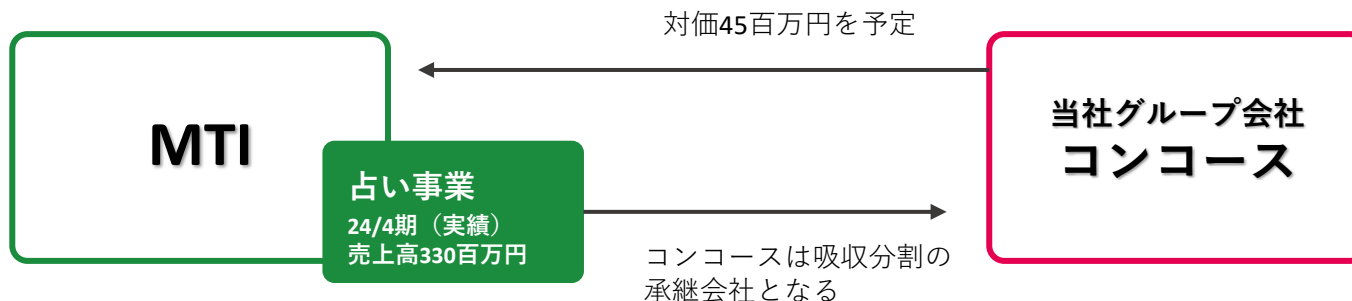 対価45百万円を予定
MTI
占い事業
24/4期（実績）
売上高330百万円
当社グループ会社
コンコース
コンコースは吸収分割の
承継会社となる